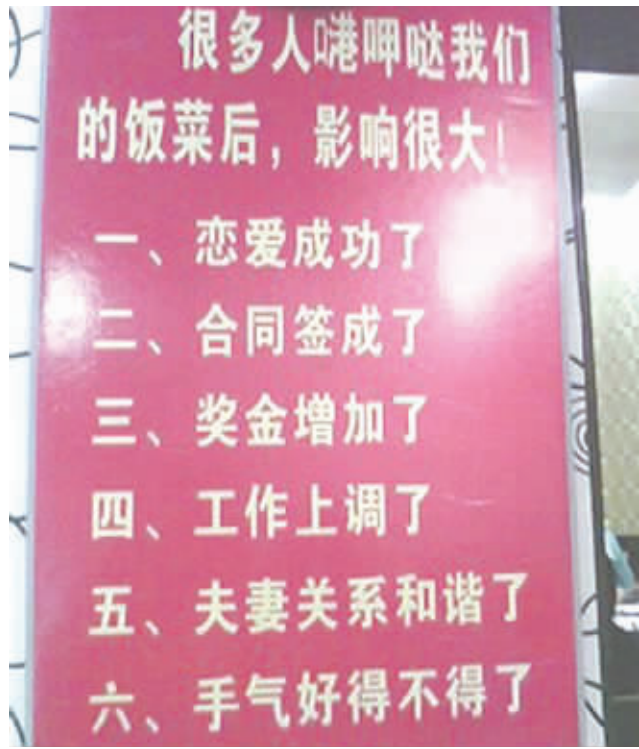 很多人嗛呷哒我们
的饭菜后，影响很大！
一、恋爱成功了
二、合同签成了
三、奖金增加了
四、工作上调了
五、夫妻关系和谐了
六、手气好得不得了